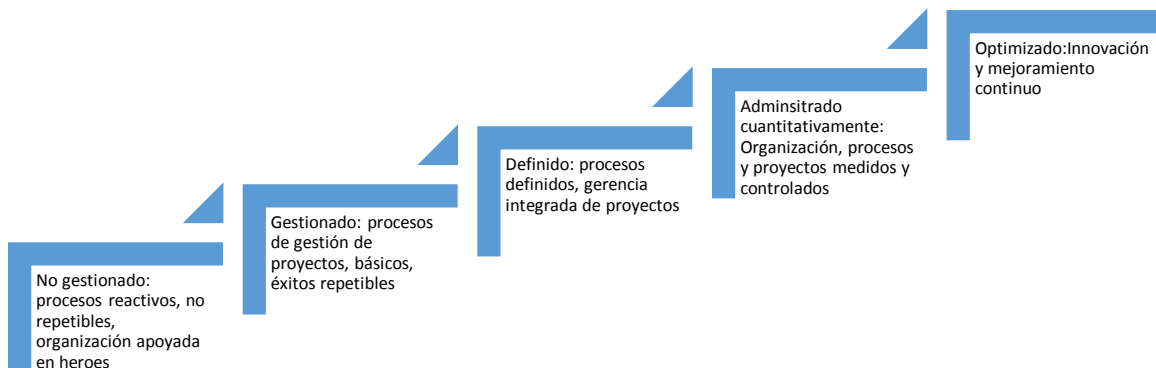 No gestionado:
procesos reactivos, no
repetibles,
organización apoyada
en heroes
Gestionado: procesos
de gestión de
proyectos, básicos,
éxitos repetibles
Definido: procesos
definidos, gerencia
integrada de proyectos
Adminsitrado
cuantitativamente:
Organización, procesos
y proyectos medidos y
controlados
Optimizado:Innovación
y mejoramiento
continuo